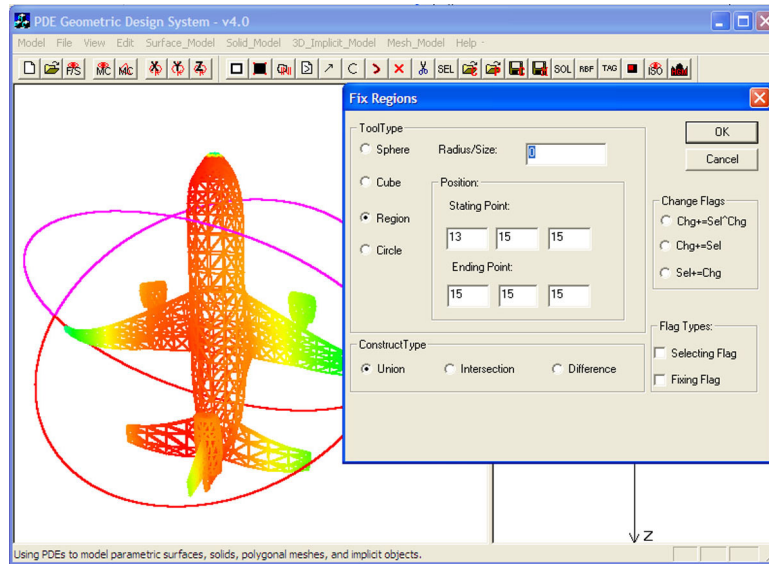 PDE Geometric Design System - v4.0
Model File View Edit Surface_Model Solid_Model 3D_Implicit_Model Mesh_Model Help
F/S MC MC X Y Z C SEL SOL RBF TAG ISO
Fix Regions
ToolType
Sphere
Radius/Size: 0
Cube
Position:
Stating Point:
Region
13 15 15
Circle
Ending Point:
15 15 15
OK
Cancel
Change Flags
Chg+=Sel^Chg
Chg+=Sel
Sel+=Chg
ConstructType
Union Intersection Difference
Flag Types:
Selecting Flag
Fixing Flag
Z
Using PDEs to model parametric surfaces, solids, polygonal meshes, and implicit objects.